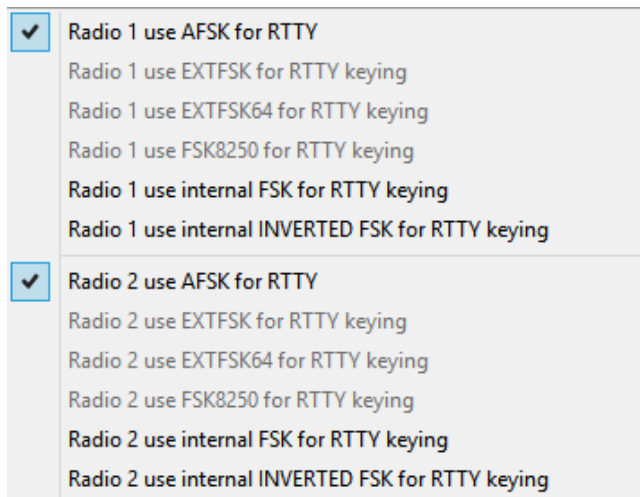 Radio 1 use AFSK for RTTY
Radio 1 use EXTFSK for RTTY keying
Radio 1 use EXTFSK64 for RTTY keying
Radio 1 use FSK8250 for RTTY keying
Radio 1 use internal FSK for RTTY keying
Radio 1 use internal INVERTED FSK for RTTY keying
Radio 2 use AFSK for RTTY
Radio 2 use EXTFSK for RTTY keying
Radio 2 use EXTFSK64 for RTTY keying
Radio 2 use FSK8250 for RTTY keying
Radio 2 use internal FSK for RTTY keying
Radio 2 use internal INVERTED FSK for RTTY keying